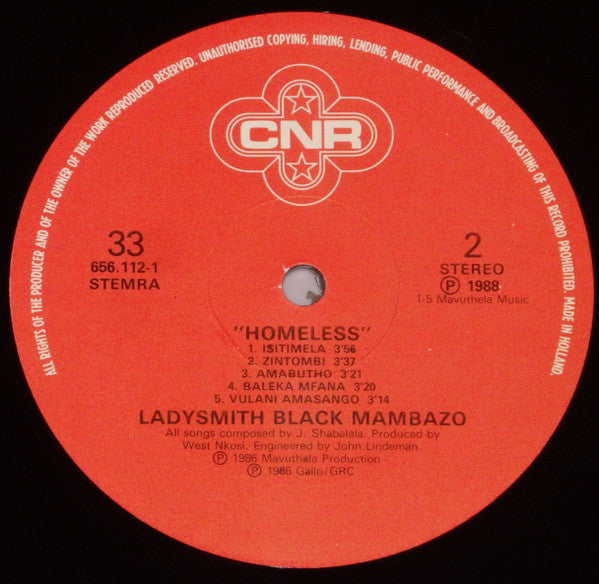 ALL RIGHTS OF THE PRODUCER AND OF THE OWNER OF THE WORK REPRODUCED RESERVED. UNAUTHORISED COPYING, HIRING, LENDING, PUBLIC PERFORMANCE AND BROADCASTING OF THIS RECORD PROHIBITED. MADE IN HOLLAND.
CNR
33
656.112-1
STEMRA
2
STEREO
Ⓟ 1988
1-5 Mavuthela Music
"HOMELESS"
1. ISITIMELA 3'56
2. ZINTOMBI 3'37
3. AMABUTHO 3'21
4. BALEKA MFANA 3'20
5. VULANI AMASANGO 3'14
LADYSMITH BLACK MAMBAZO
All songs composed by J. Shabalala. Produced by
West Nkosi. Engineered by John Lindeman.
Ⓟ 1986 Mavuthela Production -
Ⓟ 1986 Gallo/GRC